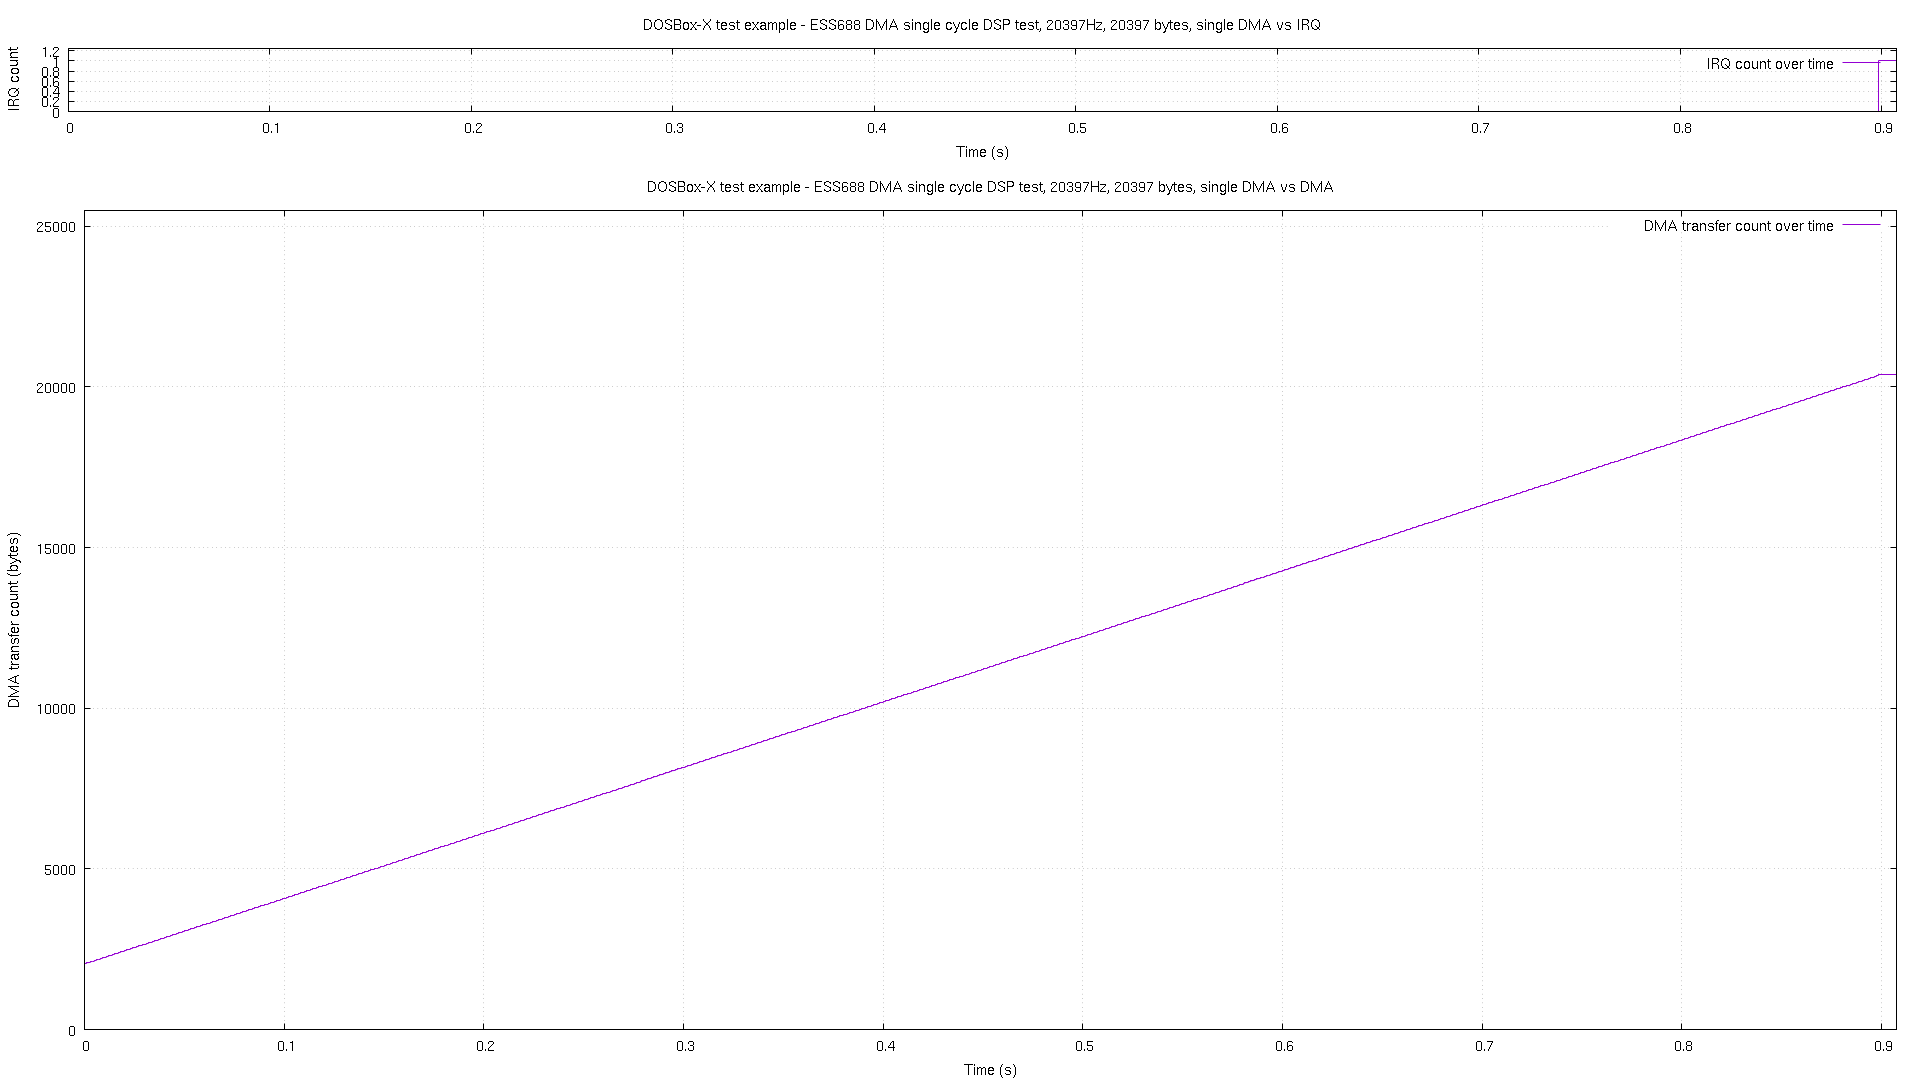 DOSBox-X test example - ESS688 DMA single cycle DSP test, 20397Hz, 20397 bytes, single DMA vs IRQ
IRQ count
1.2
1
0.8
0.6
0.4
0.2
0
IRQ count over time
0 0.1 0.2 0.3 0.4 0.5 0.6 0.7 0.8 0.9
Time (s)
DOSBox-X test example - ESS688 DMA single cycle DSP test, 20397Hz, 20397 bytes, single DMA vs DMA
DMA transfer count (bytes)
25000
20000
15000
10000
5000
0
DMA transfer count over time
0 0.1 0.2 0.3 0.4 0.5 0.6 0.7 0.8 0.9
Time (s)